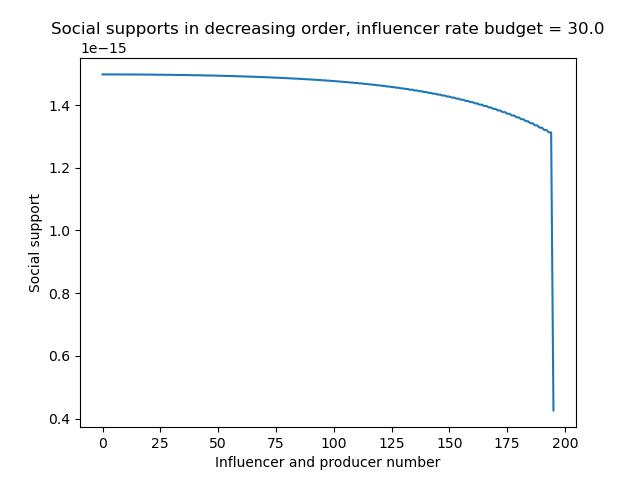 Social supports in decreasing order, influencer rate budget = 30.0
1e−15
1.4
1.2
1.0
0.8
0.6
0.4
Social support
0 25 50 75 100 125 150 175 200
Influencer and producer number